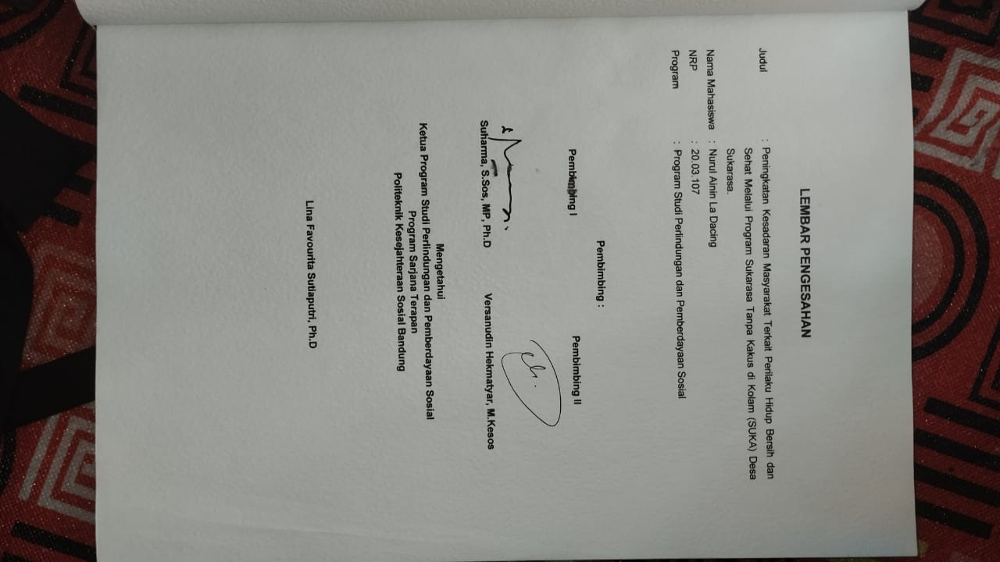 LEMBAR PENGESAHAN
Judul : Peningkatan Kesadaran Masyarakat Terkait Perilaku Hidup Bersih dan
Sehat Melalui Program Sukarasa Tanpa Kakus di Kolam (SUKA) Desa
Sukarasa.
Nama Mahasiswa : Nurul Ainin La Dacing
NRP : 20.03.107
Program : Program Studi Perlindungan dan Pemberdayaan Sosial
Pembimbing :
Pembimbing I Pembimbing II
Suharma, S.Sos, MP, Ph.D Versanudin Hekmatyar, M.Kesos
Mengetahui
Ketua Program Studi Perlindungan dan Pemberdayaan Sosial
Program Sarjana Terapan
Politeknik Kesejahteraan Sosial Bandung
Lina Favourita Sutiaputri, Ph.D